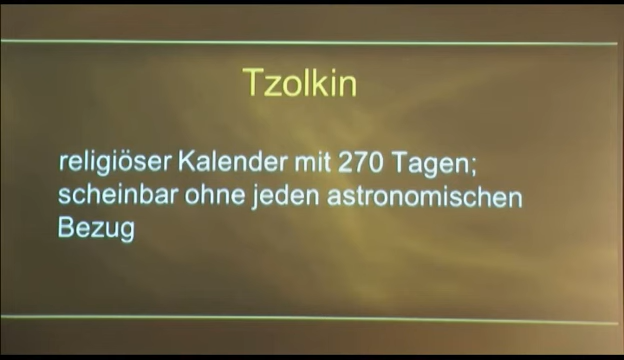 Tzolkin
religiöser Kalender mit 270 Tagen;
scheinbar ohne jeden astronomischen
Bezug